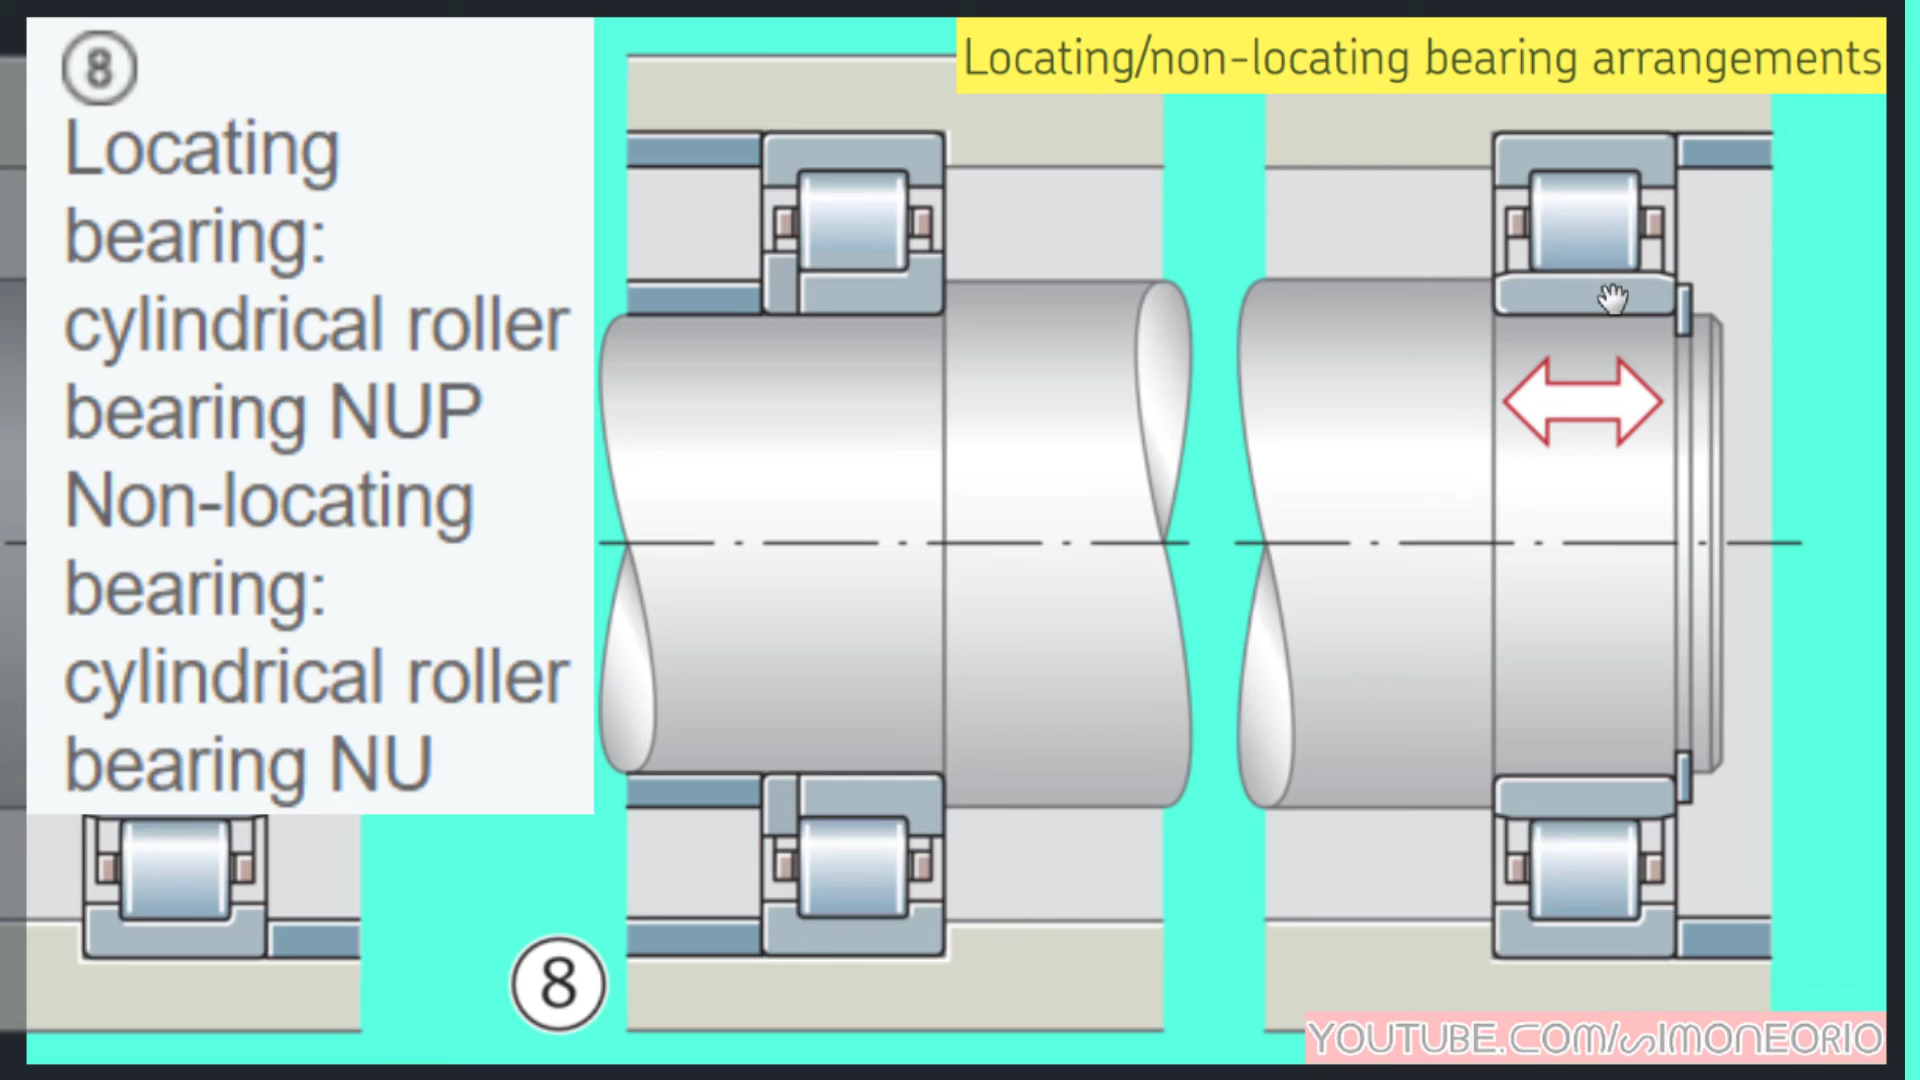 8
Locating
bearing:
cylindrical roller
bearing NUP
Non-locating
bearing:
cylindrical roller
bearing NU
Locating/non-locating bearing arrangements
8
YOUTUBE.COM/SIMONEORIO